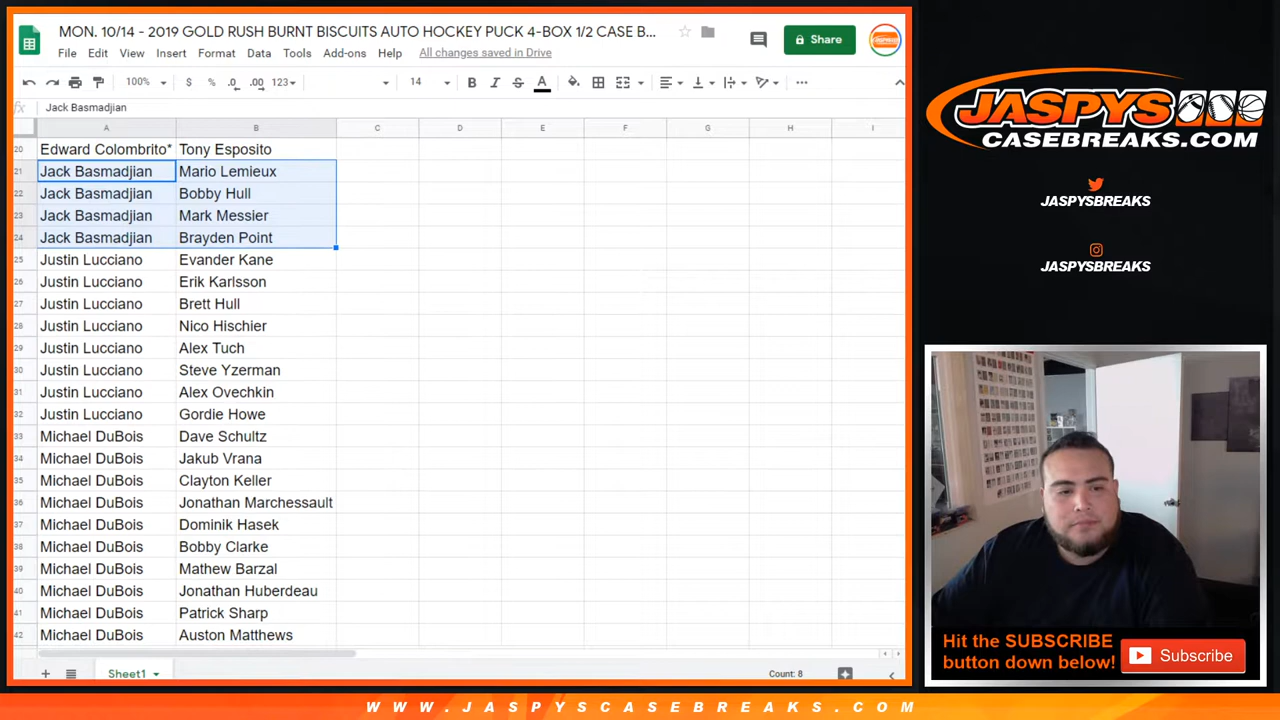 MON. 10/14 - 2019 GOLD RUSH BURNT BISCUITS AUTO HOCKEY PUCK 4-BOX 1/2 CASE B...
Share
File Edit View Insert Format Data Tools Add-ons Help All changes saved in Drive
100% $ % .0 .00 123 14 B I S A
fx Jack Basmadjian
A B C D E F G H I
20 Edward Colombrito* Tony Esposito
21 Jack Basmadjian Mario Lemieux
22 Jack Basmadjian Bobby Hull
23 Jack Basmadjian Mark Messier
24 Jack Basmadjian Brayden Point
25 Justin Lucciano Evander Kane
26 Justin Lucciano Erik Karlsson
27 Justin Lucciano Brett Hull
28 Justin Lucciano Nico Hischier
29 Justin Lucciano Alex Tuch
30 Justin Lucciano Steve Yzerman
31 Justin Lucciano Alex Ovechkin
32 Justin Lucciano Gordie Howe
33 Michael DuBois Dave Schultz
34 Michael DuBois Jakub Vrana
35 Michael DuBois Clayton Keller
36 Michael DuBois Jonathan Marchessault
37 Michael DuBois Dominik Hasek
38 Michael DuBois Bobby Clarke
39 Michael DuBois Mathew Barzal
40 Michael DuBois Jonathan Huberdeau
41 Michael DuBois Patrick Sharp
42 Michael DuBois Auston Matthews
Sheet1
Count: 8
JASPYS
CASEBREAKS.COM
JASPYSBREAKS
JASPYSBREAKS
Hit the SUBSCRIBE
button down below!
Subscribe
WWW.JASPYSCASEBREAKS.COM